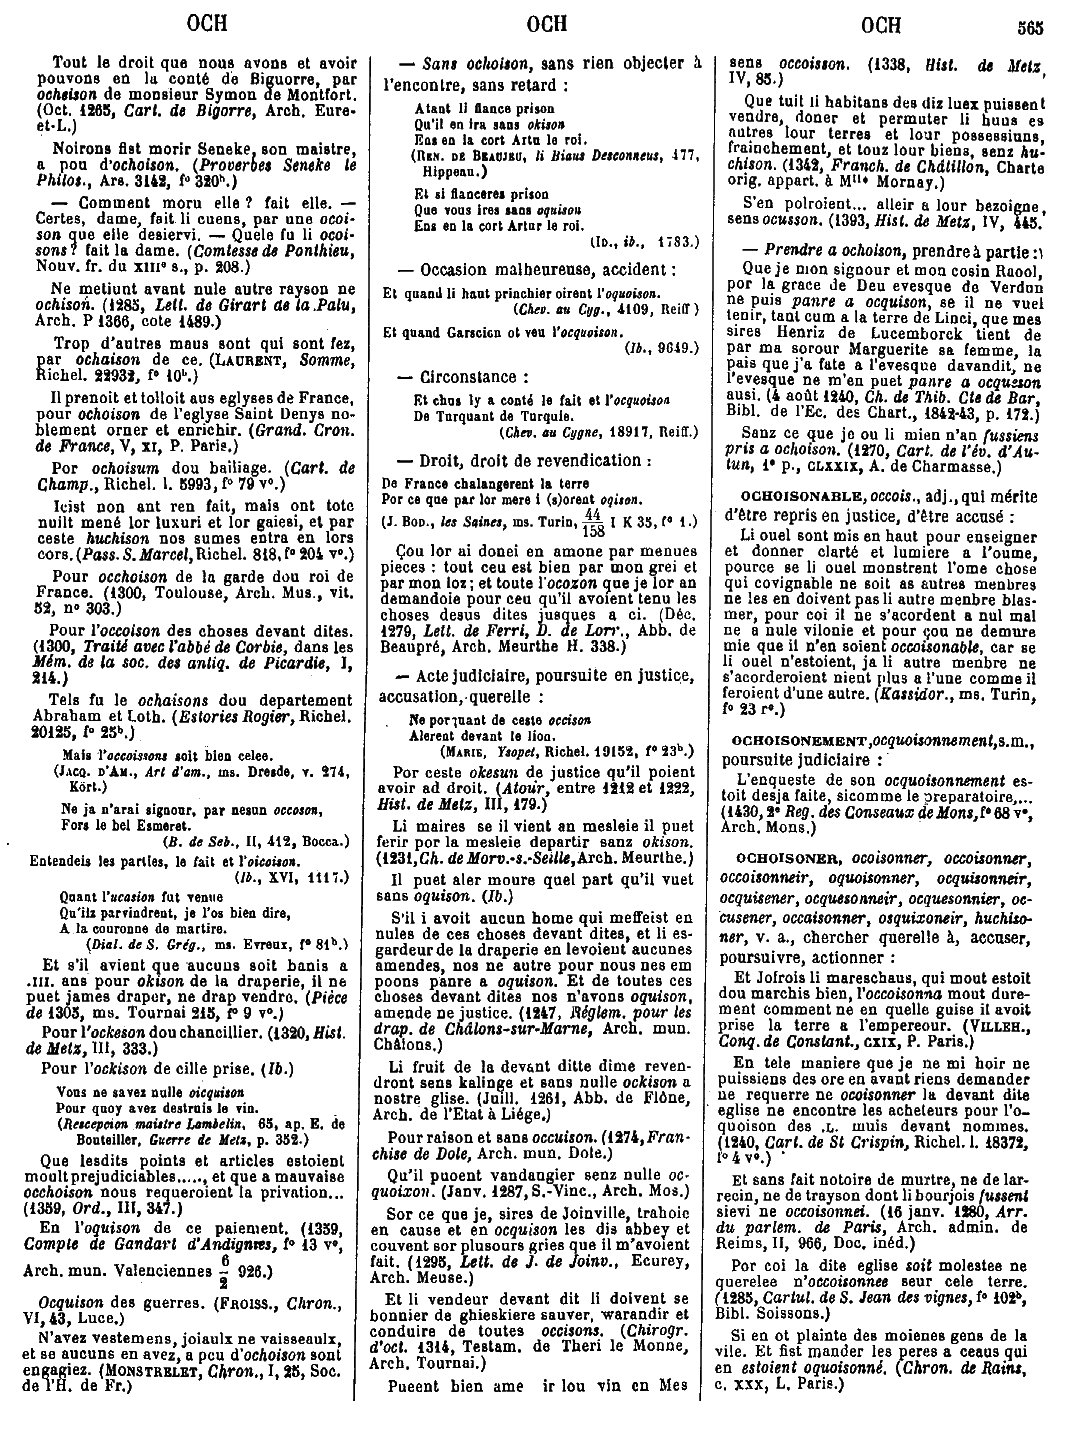 OCH OCH OCH 565
Tout le droit que nous avons et avoir
pouvons en la conté de Biguorre, par
ocheison de monsieur Symon de Montfort.
(Oct. 1265, Cart. de Bigorre, Arch. Eure-
et-L.)
Noirons fist morir Seneke, son maistre,
a pou d'ochoison. (Proverbes Seneke le
Philos., Ars. 3142, f° 320ᵇ.)
— Comment moru elle ? fait elle. —
Certes, dame, fait li cuens, par une ocoi-
son que elle desiervi. — Quele fu li ocoi-
sons ? fait la dame. (Comtesse de Ponthieu,
Nouv. fr. du XIIIᵉ s., p. 208.)
Ne metiunt avant nule autre rayson ne
ochison. (1285, Lett. de Girart de la Palu,
Arch. P 1366, cote 1489.)
Trop d'autres maus sont qui sont fez,
par ochaison de ce. (LAURENT, Somme,
Richel. 22932, f° 10ᵇ.)
Il prenoit et tolloit aus eglyses de France,
pour ochoison de l'eglyse Saint Denys no-
blement orner et enrichir. (Grand. Cron.
de France, V, XI, P. Paris.)
Por ochoisum dou bailiage. (Cart. de
Champ., Richel. l. 5993, f° 79 v°.)
Icist non ant ren fait, mais ont tote
nuilt mené lor luxuri et lor gaiesi, et par
ceste huchison nos sumes entra en lors
cors. (Pass. S. Marcel, Richel. 818, f° 204 v°.)
Pour occhoison de la garde dou roi de
France. (1300, Toulouse, Arch. Mus., vit.
52, n° 303.)
Pour l'occoison des choses devant dites.
(1300, Traité avec l'abbé de Corbie, dans les
Mém. de la soc. des antiq. de Picardie, I,
214.)
Tels fu le ochaisons dou departement
Abraham et Loth. (Estories Rogier, Richel.
20125, f° 25ᵇ.)
Mais l'occoissons soit bien celee.
(JACQ. D'AM., Art d'am., ms. Dresde, v. 274,
Kört.)
Ne ja n'arai signour, par nesun occoson,
Fors le bel Esmeret.
(B. de Seb., II, 412, Bocca.)
Entendeis les parties, le fait et l'oicoison.
(Ib., XVI, 1117.)
Quant l'ucasion fut venue
Qu'ilz parvindrent, je l'os bien dire,
A la couronne de martire.
(Dial. de S. Grég., ms. Evreux, f° 81ᵇ.)
Et s'il avient que aucuns soit banis a
.III. ans pour okison de la draperie, il ne
puet james draper, ne drap vendre. (Pièce
de 1305, ms. Tournai 215, f° 9 v°.)
Pour l'ockeson dou chancillier. (1320, Hist.
de Metz, III, 333.)
Pour l'ockison de cille prise. (Ib.)
Vous ne savez nulle oicquison
Pour quoy avez destruis le vin.
(Rescepcion maistre Lambelin, 65, ap. E. de
Bouteiller, Guerre de Metz, p. 352.)
Que lesdits points et articles estoient
moult prejudiciables....., et que a mauvaise
occhoison nous requeroient la privation...
(1359, Ord., III, 347.)
En l'oquison de ce paiement. (1359,
Compte de Gandart d'Andignies, f° 13 v°,
Arch. mun. Valenciennes 6/2 926.)
Ocquison des guerres. (FROISS., Chron.,
VI, 43, Luce.)
N'avez vestemens, joiaulx ne vaisseaulx,
et se aucuns en avez, a pcu d'ochoison sont
engagiez. (MONSTRELET, Chron., I, 25, Soc.
de l'H. de Fr.)
— Sans ochoison, sans rien objecter à
l'encontre, sans retard :
Atant li fiance prison
Qu'il en ira sans okison
Ens en la cort Artu le roi.
(REN. DE BEAUJEU, li Biaus Desconneus, 477,
Hippeau.)
Et si fianceres prison
Que vous ires sans oquison
Ens en la cort Artur le roi.
(ID., ib., 1783.)
— Occasion malheureuse, accident :
Et quand li haut princhier oirent l'oquoison.
(Chev. au Cyg., 4109, Reiff.)
Et quand Garscion ot veu l'ocquoison.
(Ib., 9649.)
— Circonstance :
Et chus ly a conté le fait et l'ocquoison
De Turquant de Turquie.
(Chev. au Cygne, 18917, Reiff.)
— Droit, droit de revendication :
De France chalangerent la terre
Por ce que par lor mere i (s)orent oqison.
(J. BOD., les Saines, ms. Turin, 44/158 I K 35, f° 1.)
Çou lor ai donei en amone par menues
pieces : tout ceu est bien par mon grei et
par mon loz ; et toute l'ocozon que je lor an
demandoie pour ceu qu'il avoient tenu les
choses desus dites jusques a ci. (Déc.
1279, Lett. de Ferri, D. de Lorr., Abb. de
Beaupré, Arch. Meurthe H. 338.)
— Acte judiciaire, poursuite en justice,
accusation, querelle :
Ne porquant de ceste occison
Alerent devant le lion.
(MARIE, Ysopet, Richel. 19152, f° 23ᵇ.)
Por ceste okesun de justice qu'il poient
avoir ad droit. (Atour, entre 1212 et 1222,
Hist. de Metz, III, 179.)
Li maires se il vient an mesleie il puet
ferir por la mesleie departir sanz okison.
(1231, Ch. de Morv.-s.-Seille, Arch. Meurthe.)
Il puet aler moure quel part qu'il vuet
sans oquison. (Ib.)
S'il i avoit aucun home qui meffeist en
nules de ces choses devant dites, et li es-
gardeur de la draperie en levoient aucunes
amendes, nos ne autre pour nous nes em
poons panre a oquison. Et de toutes ces
choses devant dites nos n'avons oquison,
amende ne justice. (1247, Réglem. pour les
drap. de Châlons-sur-Marne, Arch. mun.
Châlons.)
Li fruit de la devant ditte dime reven-
dront sens kalinge et sans nulle ockison a
nostre glise. (Juill. 1261, Abb. de Flône,
Arch. de l'Etat à Liége.)
Pour raison et sans occuison. (1274, Fran-
chise de Dole, Arch. mun. Dole.)
Qu'il puoent vandangier senz nulle oc-
quoizon. (Janv. 1287, S.-Vinc., Arch. Mos.)
Sor ce que je, sires de Joinville, trahoie
en cause et en ocquison les dis abbey et
couvent sor plusours gries que il m'avoient
fait. (1295, Lett. de J. de Joinv., Ecurey,
Arch. Meuse.)
Et li vendeur devant dit li doivent se
bonnier de ghieskiere sauver, warandir et
conduire de toutes occisons. (Chirogr.
d'oct. 1314, Testam. de Theri le Monne,
Arch. Tournai.)
Pueent bien ame ir lou vin en Mes
sens occoisson. (1338, Hist. de Metz,
IV, 85.)
Que tuit li habitans des diz luex puissent
vendre, doner et permuter li huns es
autres lour terres et lour possessiuns,
frainchement, et touz lour biens, senz hu-
chison. (1342, Franch. de Châtillon, Charte
orig. appart. à Mˡˡᵉ Mornay.)
S'en polroient... alleir a lour bezoigne,
sens ocusson. (1393, Hist. de Metz, IV, 445.
— Prendre a ochoison, prendre à partie :
Que je mon signour et mon cosin Raool,
por la grace de Deu evesque de Verdun
ne puis panre a ocquison, se il ne vuel
tenir, tant cum a la terre de Linci, que mes
sires Henriz de Lucemborck tient de
par ma sorour Marguerite sa femme, la
pais que j'a fate a l'evesque davandit, ne
l'evesque ne m'en puet panre a ocquson
ausi. (4 août 1240, Ch. de Thib. Cte de Bar,
Bibl. de l'Ec. des Chart., 1842-43, p. 172.)
Sanz ce que je ou li mien n'an fussiens
pris a ochoison. (1270, Cart. de l'év. d'Au-
tun, 1ᵉ p., CLXXIX, A. de Charmasse.)
OCHOISONABLE, occois., adj., qui mérite
d'être repris en justice, d'être accusé :
Li ouel sont mis en haut pour enseigner
et donner clarté et lumiere a l'oume,
pource se li ouel monstrent l'ome chose
qui covignable ne soit as autres menbres
ne les en doivent pas li autre menbre blas-
mer, pour coi il ne s'acordent a nul mal
ne a nule vilonie et pour çou ne demure
mie que il n'en soient occoisonable, car se
li ouel n'estoient, ja li autre menbre ne
s'acorderoient nient plus a l'une comme il
feroient d'une autre. (Kassidor., ms. Turin,
f° 23 r°.)
OCHOISONEMENT, ocquoisonnement, s. m.,
poursuite judiciaire :
L'enqueste de son ocquoisonnement es-
toit desja faite, sicomme le preparatoire,...
(1430, 2ᵉ Reg. des Conseaux de Mons, f° 68 v°,
Arch. Mons.)
OCHOISONER, ocoisonner, occoisonner,
occoisonneir, oquoisonner, ocquisonneir,
ocquisener, ocquesonneir, ocquesonnier, oc-
cusener, occaisonner, osquixoneir, huchiso-
ner, v. a., chercher querelle à, accuser,
poursuivre, actionner :
Et Jofrois li mareschaus, qui mout estoit
dou marchis bien, l'occoisonna mout dure-
ment comment ne en quelle guise il avoit
prise la terre a l'empereour. (VILLEH.,
Conq. de Constant., CXIX, P. Paris.)
En tele maniere que je ne mi hoir ne
puissiens des ore en avant riens demander
ne requerre ne ocoisonner la devant dite
eglise ne encontre les acheteurs pour l'o-
quoison des .L. muis devant nommes.
(1240, Cart. de St Crispin, Richel. l. 18372,
f° 4 v°.)
Et sans fait notoire de murtre, ne de lar-
recin, ne de trayson dont li bourjois fussent
sievi ne occoisonnei. (16 janv. 1280, Arr.
du parlem. de Paris, Arch. admin. de
Reims, II, 966, Doc. inéd.)
Por coi la dite eglise soit molestee ne
querelee n'occoisonnee seur cele terre.
(1285, Cartul. de S. Jean des vignes, f° 102ᵇ,
Bibl. Soissons.)
Si en ot plainte des moienes gens de la
vile. Et fist mander les peres a ceaus qui
en estoient oquoisonné. (Chron. de Rains,
c. XXX, L. Paris.)